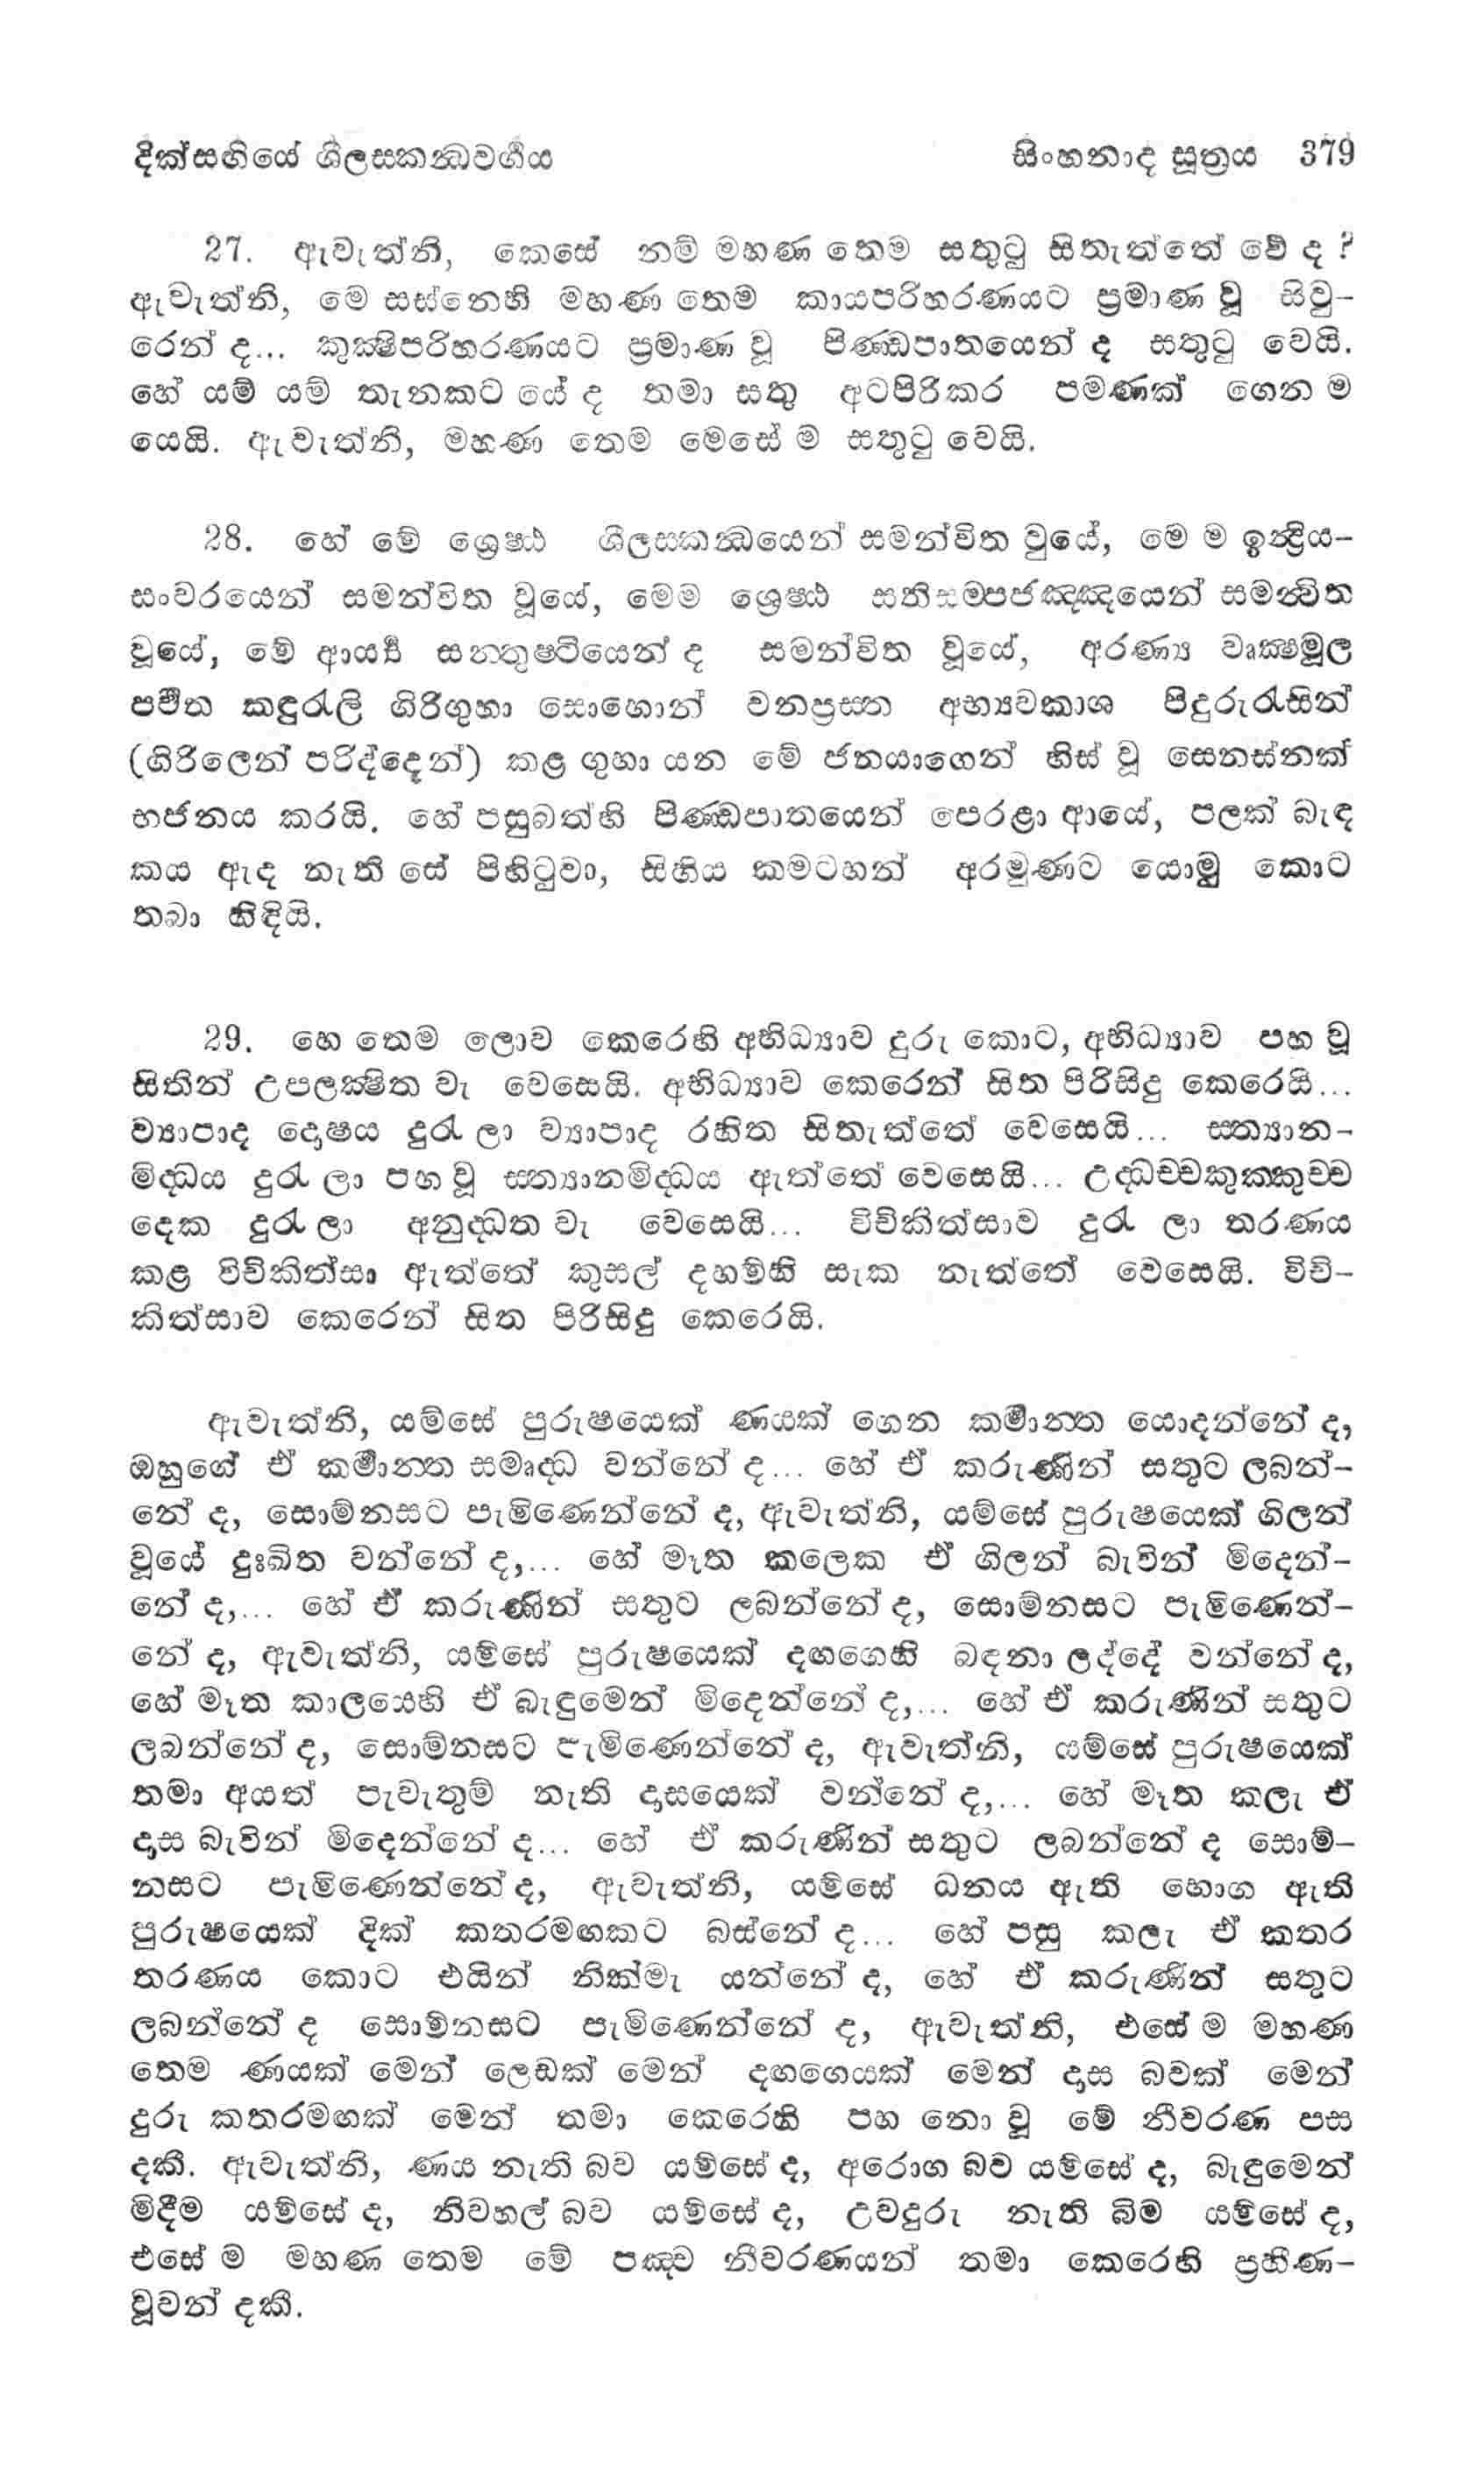 දික්සඟියේ ශීලසකන්‍ධවර්‍ගය සිංහනාද සූත්‍රය 379
27. ඇවැත්නි, කෙසේ නම් මහණ තෙම සතුටු සිතැත්තේ වේ ද ?
ඇවැත්නි, මෙ සස්නෙහි මහණ තෙම කායපරිහරණයට ප්‍රමාණ වූ සිවු-
රෙන් ද... කුක්‍ෂිපරිහරණයට ප්‍රමාණ වූ පිණ්‍ඩපාතයෙන් ද සතුටු වෙයි.
හේ යම් යම් තැනකට යේ ද තමා සතු අටපිරිකර පමණක් ගෙන ම
යෙයි. ඇවැත්නි, මහණ තෙම මෙසේ ම සතුටු වෙයි.
28. හේ මේ ශ්‍රෙෂ්‍ඨ ශීලසකන්‍ධයෙන් සමන්විත වූයේ, මෙ ම ඉන්‍ද්‍රිය-
සංවරයෙන් සමන්විත වූයේ, මෙම ශ්‍රෙෂ්‍ඨ සතිසම්පජඤ්ඤයෙන් සමන්‍විත
වූයේ, මේ ආර්‍ය්‍ය සන්‍තුෂ්ටියෙන් ද සමන්විත වූයේ, අරණ්‍ය වෘක්‍ෂමූල
පර්‍වත කඳුරැලි ගිරිගුහා සොහොන් වනප්‍රස්‍ත අභ්‍යවකාශ පිදුරුරැසින්
(ගිරිලෙන් පරිද්දෙන්) කළ ගුහා යන මේ ජනයාගෙන් හිස් වූ සෙනස්නක්
භජනය කරයි. හේ පසුබත්හි පිණ්‍ඩපාතයෙන් පෙරළා ආයේ, පලක් බැඳ
කය ඇද නැති සේ පිහිටුවා, සිහිය කමටහන් අරමුණට යොමු කොට
තබා හිඳියි.
29. හෙ තෙම ලොව කෙරෙහි අභිධ්‍යාව දුරු කොට, අභිධ්‍යාව පහ වූ
සිතින් උපලක්‍ෂිත වැ වෙසෙයි. අභිධ්‍යාව කෙරෙන් සිත පිරිසිදු කෙරෙයි...
ව්‍යාපාද දොෂය දුරැ ලා ව්‍යාපාද රහිත සිතැත්තේ වෙසෙයි... ස්‍ත්‍යාන-
මිද්‍ධය දුරැ ලා පහ වූ ස්‍ත්‍යානමිද්‍ධය ඇත්තේ වෙසෙයි... උද්‍ධච්චකුක්කුච්ච
දෙක දුරැ ලා අනුද්‍ධත වැ වෙසෙයි... විචිකිත්සාව දුරැ ලා තරණය
කළ විචිකිත්සා ඇත්තේ කුසල් දහම්හි සැක නැත්තේ වෙසෙයි. විචි-
කිත්සාව කෙරෙන් සිත පිරිසිදු කෙරෙයි.
ඇවැත්නි, යම්සේ පුරුෂයෙක් ණයක් ගෙන කර්‍මාන්‍ත යොදන්නේ ද,
ඔහුගේ ඒ කර්‍මාන්‍ත සමෘද්‍ධ වන්නේ ද... හේ ඒ කරුණින් සතුට ලබන්-
නේ ද, සොම්නසට පැමිණෙන්නේ ද, ඇවැත්නි, යම්සේ පුරුෂයෙක් ගිලන්
වූයේ දුඃඛිත වන්නේ ද,... හේ මෑත කලෙක ඒ ගිලන් බැවින් මිදෙන්-
නේ ද,... හේ ඒ කරුණින් සතුට ලබන්නේ ද, සොම්නසට පැමිණෙන්-
නේ ද, ඇවැත්නි, යම්සේ පුරුෂයෙක් දඟගෙහි බඳනා ලද්දේ වන්නේ ද,
හේ මෑත කාලයෙහි ඒ බැඳුමෙන් මිදෙන්නේ ද,... හේ ඒ කරුණින් සතුට
ලබන්නේ ද, සොම්නසට පැමිණෙන්නේ ද, ඇවැත්නි, යම්සේ පුරුෂයෙක්
තමා අයත් පැවැතුම් නැති දාසයෙක් වන්නේ ද,... හේ මෑත කලැ ඒ
දාස බැවින් මිදෙන්නේ ද... හේ ඒ කරුණින් සතුට ලබන්නේ ද සොම්-
නසට පැමිණෙන්නේ ද, ඇවැත්නි, යම්සේ ධනය ඇති භොග ඇති
පුරුෂයෙක් දික් කතරමඟකට බස්නේ ද... හේ පසු කලැ ඒ කතර
තරණය කොට එයින් නික්මැ යන්නේ ද, හේ ඒ කරුණින් සතුට
ලබන්නේ ද සොම්නසට පැමිණෙන්නේ ද, ඇවැත්නි, එසේ ම මහණ
තෙම ණයක් මෙන් ලෙඩක් මෙන් දඟගෙයක් මෙන් දාස බවක් මෙන්
දුරු කතරමඟක් මෙන් තමා කෙරෙහි පහ නො වූ මේ නීවරණ පස
දකී. ඇවැත්නි, ණය නැති බව යම්සේ ද, අරොග බව යම්සේ ද, බැඳුමෙන්
මිදීම යම්සේ ද, නිවහල් බව යම්සේ ද, උවදුරු නැති බිම යම්සේ ද,
එසේ ම මහණ තෙම මේ පඤ්ච නීවරණයන් තමා කෙරෙහි ප්‍රහීණ-
වූවන් දකී.